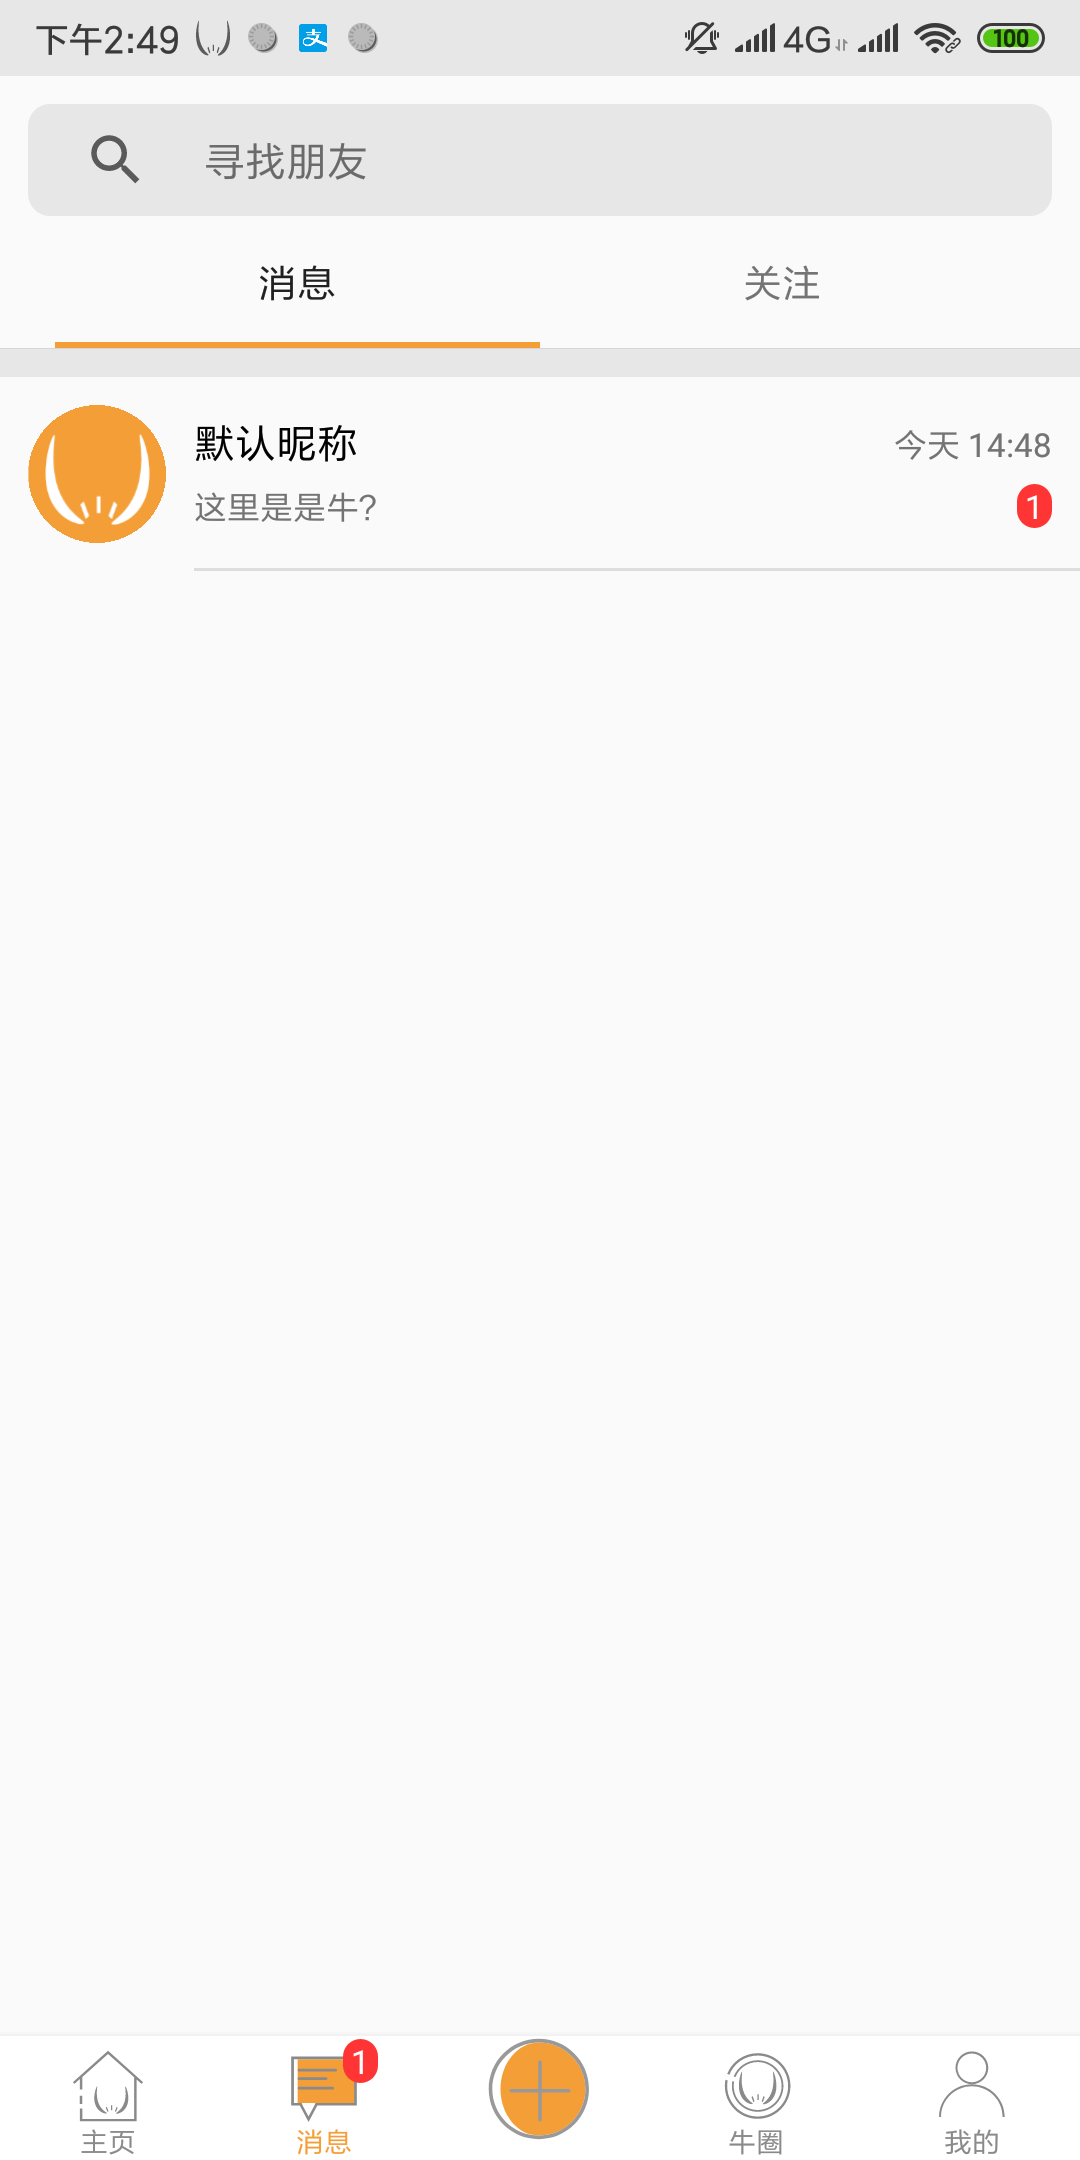 下午2:49 支 4G 100
寻找朋友
消息 关注
默认昵称 今天 14:48
这里是是牛? 1
1
主页 消息 牛圈 我的